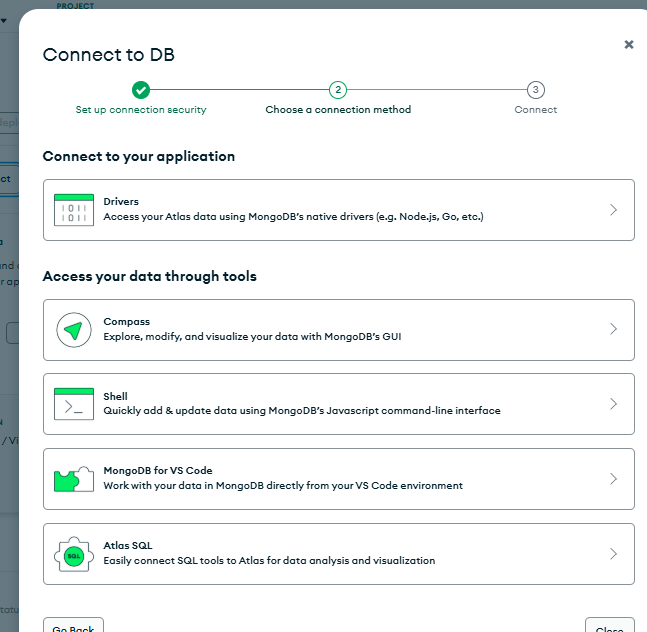 PROJECT
Connect to DB
2
3
Set up connection security
Choose a connection method
Connect
Connect to your application
1011
1011
Drivers
Access your Atlas data using MongoDB's native drivers (e.g. Node.js, Go, etc.)
Access your data through tools
Compass
Explore, modify, and visualize your data with MongoDB's GUI
>_
Shell
Quickly add & update data using MongoDB's Javascript command-line interface
MongoDB for VS Code
Work with your data in MongoDB directly from your VS Code environment
SQL
Atlas SQL
Easily connect SQL tools to Atlas for data analysis and visualization
Go Back
Close